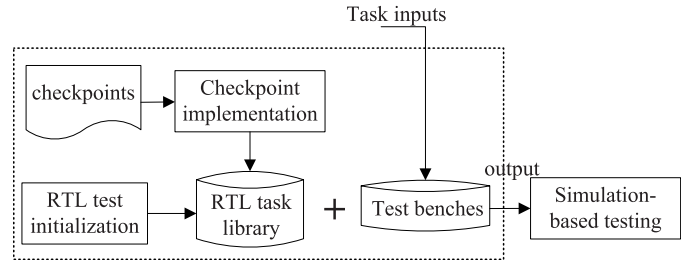 Task inputs
checkpoints
Checkpoint
implementation
output
RTL test
initialization
RTL task
library
+
Test benches
Simulation-
based testing